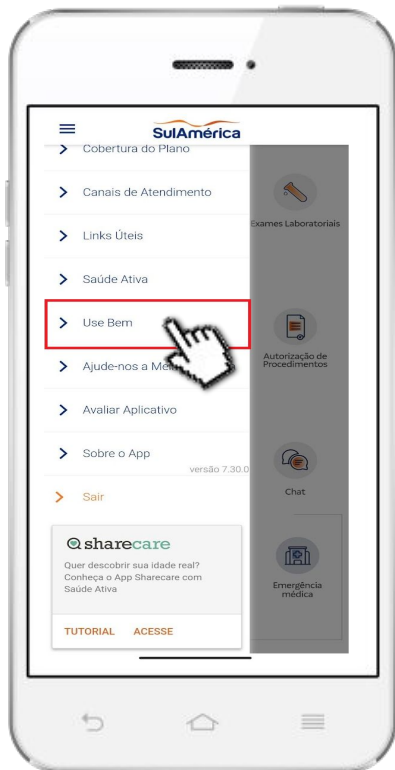 SulAmérica
Cobertura do Plano
Canais de Atendimento
Links Úteis
Saúde Ativa
Use Bem
Ajude-nos a
Avaliar Aplicativo
Sobre o App
versão 7.30.0
Sair
sharecare
Quer descobrir sua idade real?
Conheça o App Sharecare com
Saúde Ativa
TUTORIAL ACESSE
Exames Laboratoriais
Autorização de
Procedimentos
Chat
Emergência
médica